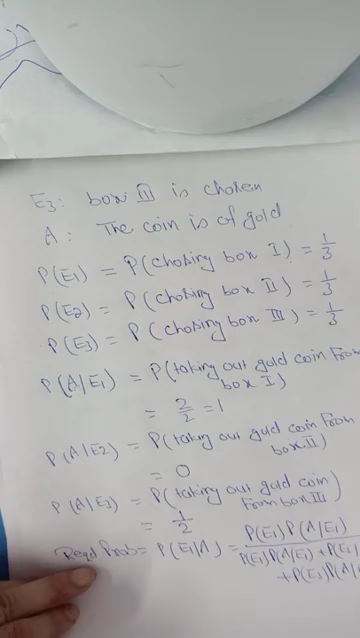 E3: box III is chosen
A: The coin is of gold
P(E1) = P(chosing box I) = 1/3
P(E2) = P(chosing box II) = 1/3
P(E3) = P(chosing box III) = 1/3
P(A|E1) = P(taking out gold coin from
box I)
= 2/2 = 1
P(A|E2) = P(taking out gold coin from
box II)
= 0
P(A|E3) = P(taking out gold coin
from box III)
= 1/2
Reqd Prob = P(E1|A) = P(E1) P(A|E1)
P(E1) P(A|E1) + P(E2)
+ P(E3) P(A|